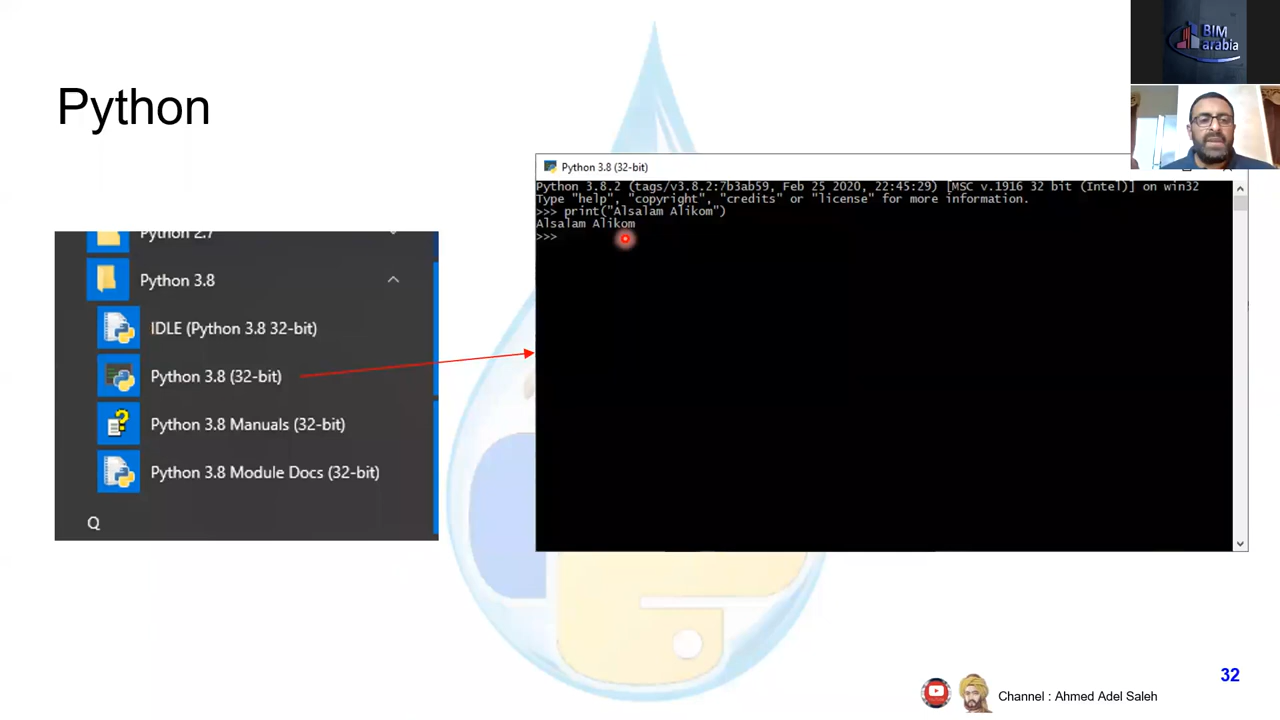 Python
BIM
arabia
Python 2.7
Python 3.8
IDLE (Python 3.8 32-bit)
Python 3.8 (32-bit)
Python 3.8 Manuals (32-bit)
Python 3.8 Module Docs (32-bit)
Q
Python 3.8 (32-bit)
Python 3.8.2 (tags/v3.8.2:7b3ab59, Feb 25 2020, 22:45:29) [MSC v.1916 32 bit (Intel)] on win32
Type "help", "copyright", "credits" or "license" for more information.
>>> print("Alsalam Alikom")
Alsalam Alikom
>>>
32
Channel : Ahmed Adel Saleh